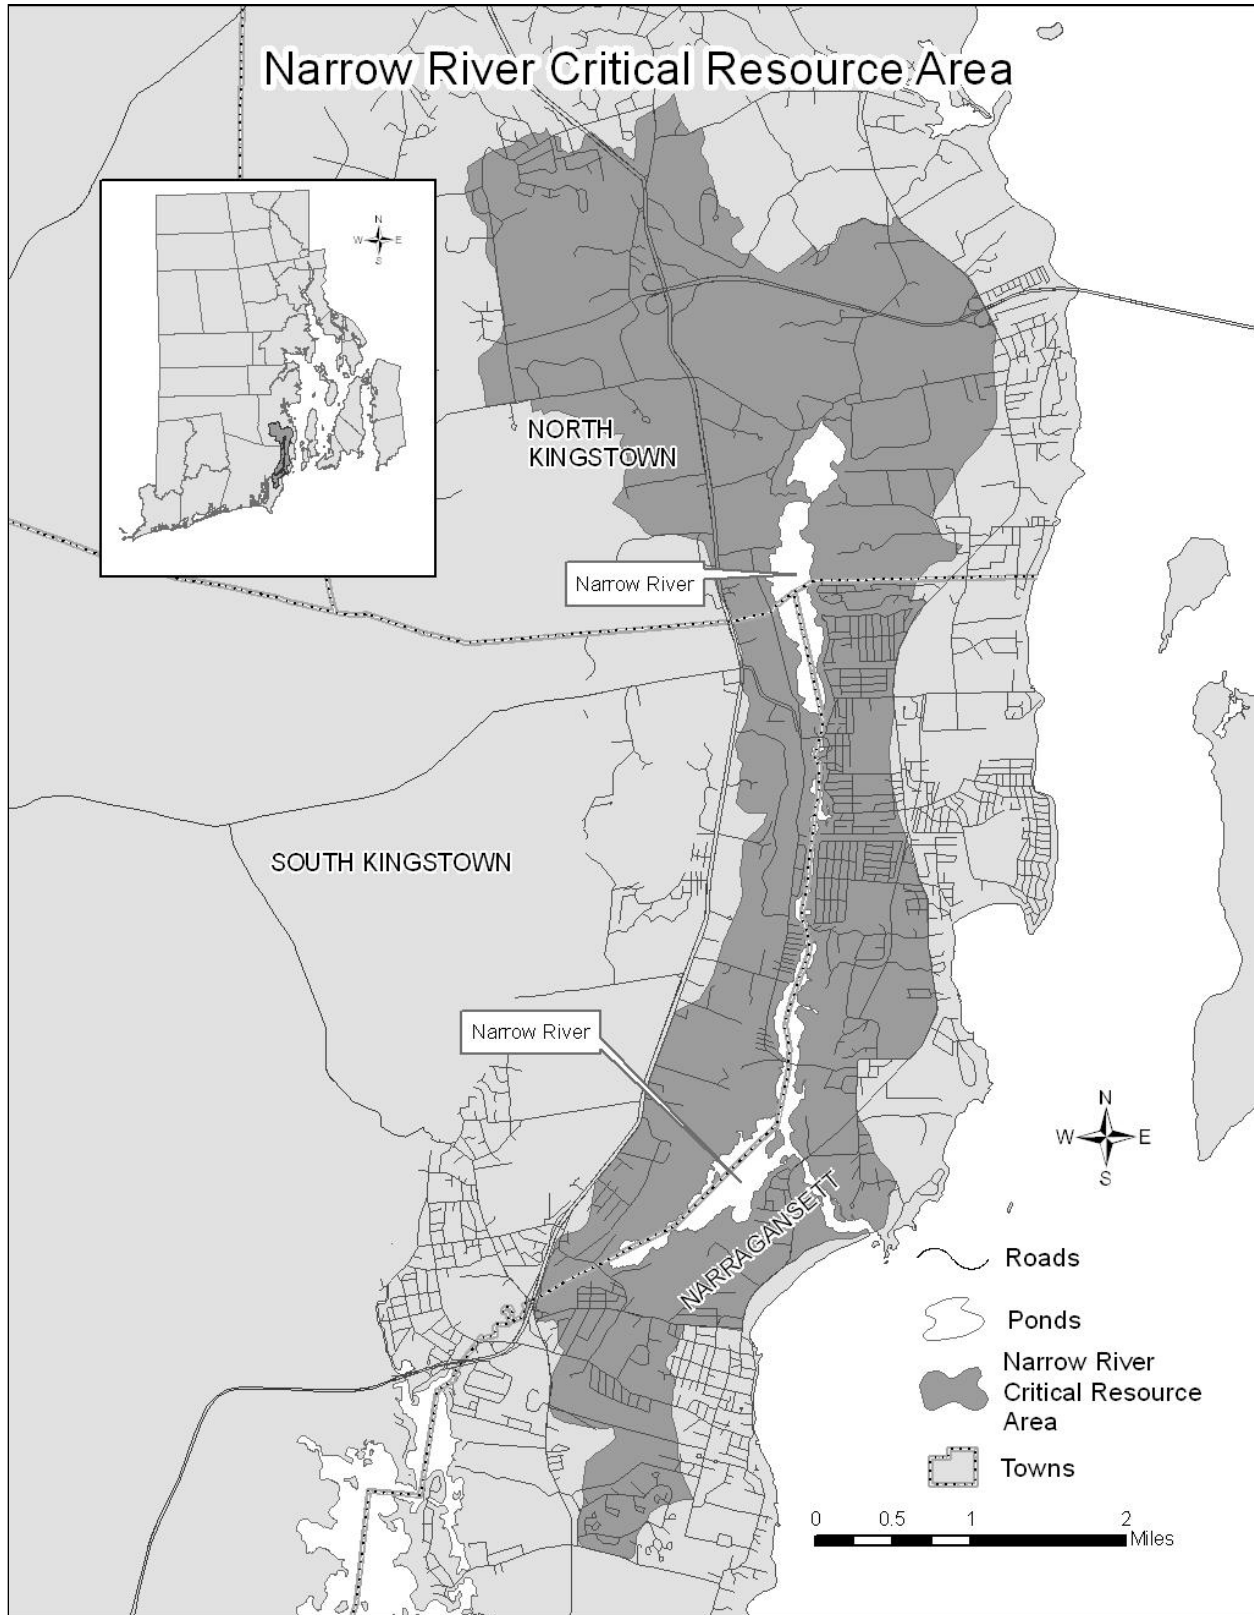 Narrow River Critical Resource Area
N
W E
S
NORTH
KINGSTOWN
Narrow River
SOUTH KINGSTOWN
Narrow River
NARRAGANSETT
N
W E
S
Roads
Ponds
Narrow River
Critical Resource
Area
Towns
0 0.5 1 2
Miles